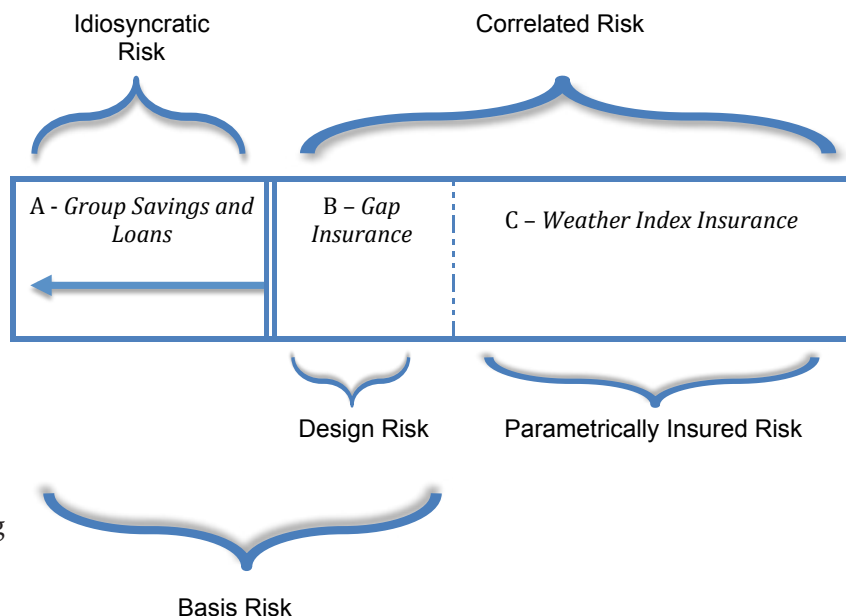 Idiosyncratic
Risk
Correlated Risk
A - Group Savings and
Loans
B – Gap
Insurance
C – Weather Index Insurance
Design Risk
Parametrically Insured Risk
g
Basis Risk